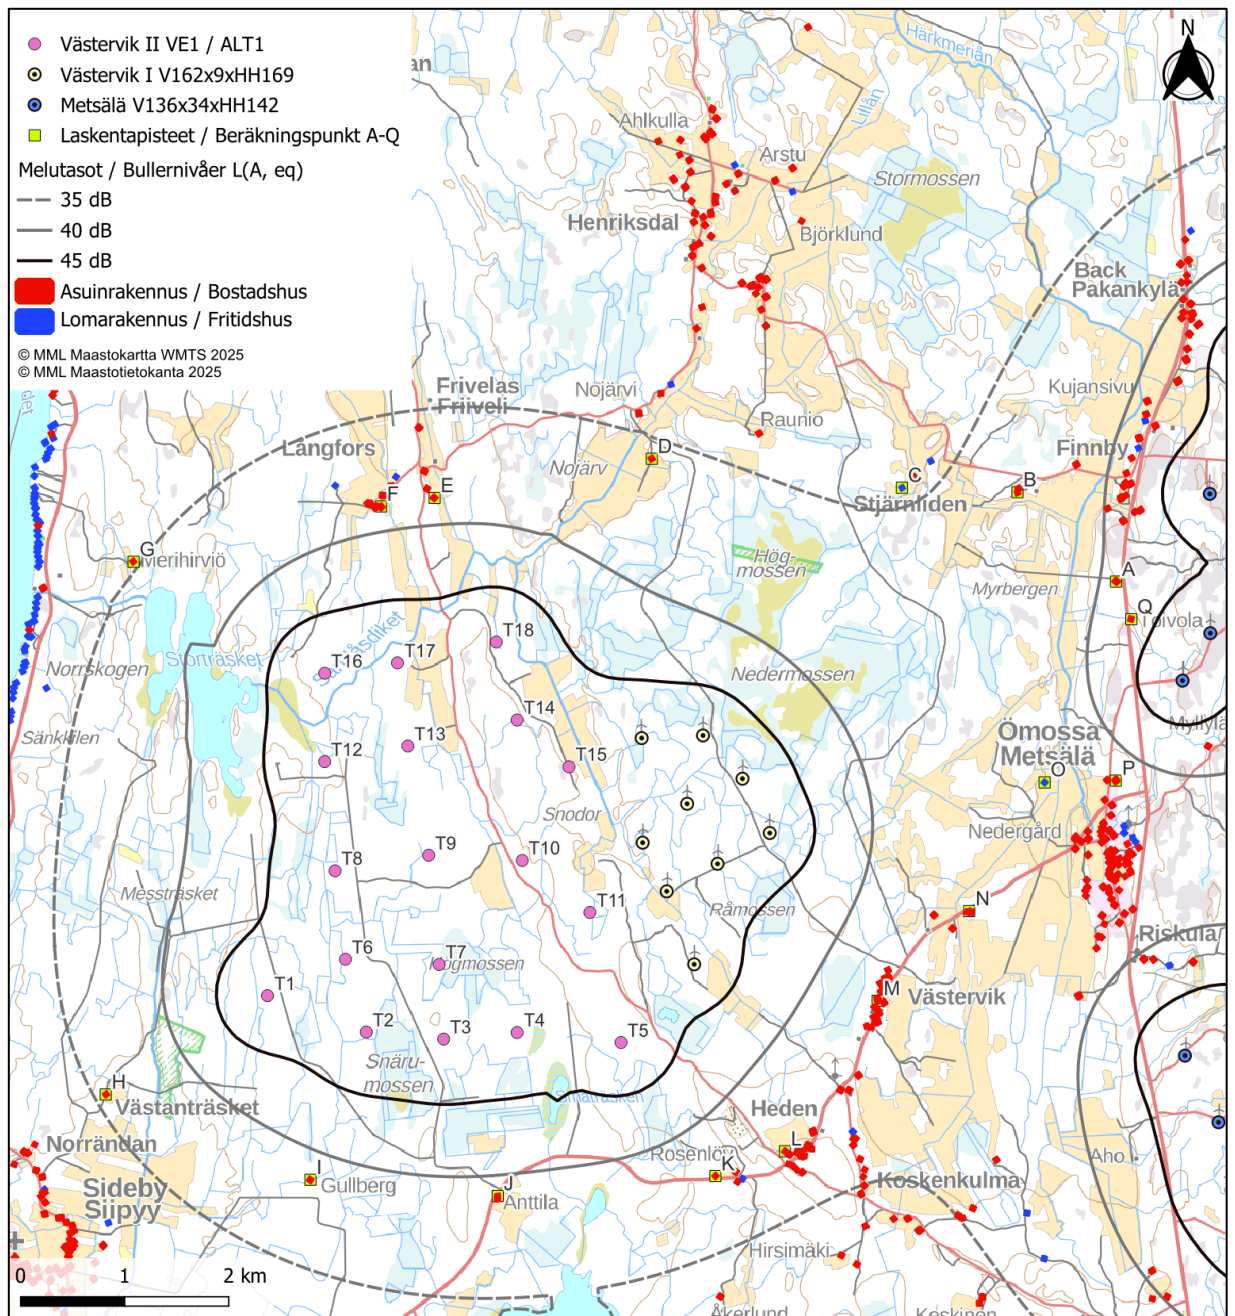 Västervik II VE1 / ALT1
Västervik I V162x9xHH169
Metsälä V136x34xHH142
Laskentapisteet / Beräkningspunkt A-Q
Melutasot / Bullernivåer L(A, eq)
35 dB
40 dB
45 dB
Asuinrakennus / Bostadshus
Lomarakennus / Fritidshus
© MML Maastokartta WMTS 2025
© MML Maastotietokanta 2025
N
Härkmeriån
Lillån
Ahlkulla
Arstu
Stormossen
Henriksdal
Björklund
Back
Pakankylä
Nojärvi
Kujansivu
Frivelas
Friiveli
Raunio
Långfors
Nojärv
D
Finnby
C
B
F
E
Stjärnliden
G
Merihirviö
Hög-
mossen
A
Myrbergen
Q
Toivola
T18
Norrskogen
Storträsket
T17
T16
Nedermossen
T14
Sänkkilen
T13
Ömossa
Metsälä
T12
T15
O
P
Snodor
Nedergård
T9
T10
T8
Messträsket
T11
Råmossen
N
Riskula
T6
T7
Högmossen
T1
M
Västervik
T2
T3
T4
T5
Snåru-
mossen
H
Västanträsket
Heden
Norrändan
L
Rosenlöv
Aho
K
I
Gullberg
J
Anttila
Koskenkulma
Sideby
Siipyy
Hirsimäki
0
1
2 km
Åkerlund
Keskinen